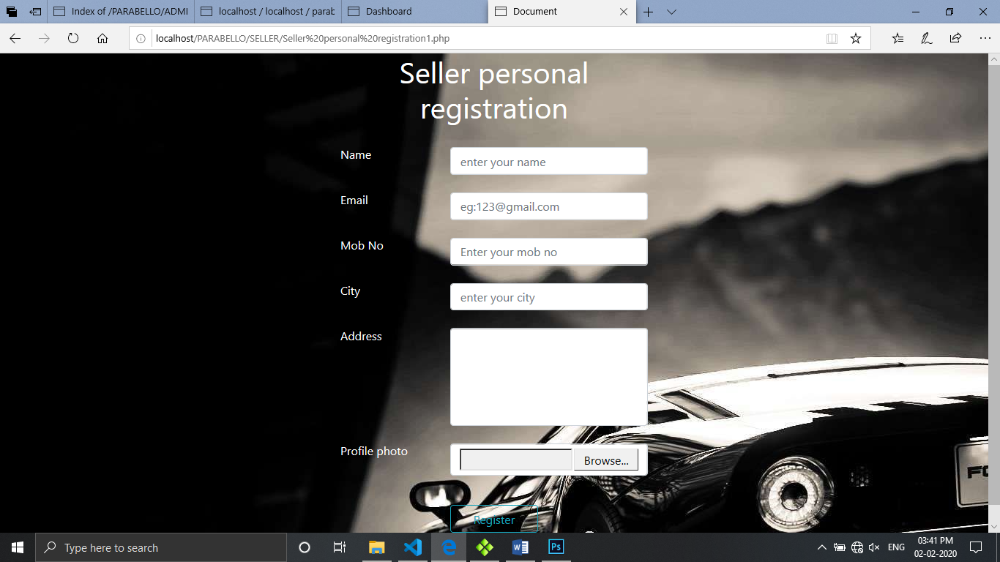 Index of /PARABELLO/ADMI
localhost / localhost / parab
Dashboard
Document
localhost/PARABELLO/SELLER/Seller%20personal%20registration1.php
Seller personal
registration
Name
enter your name
Email
eg:123@gmail.com
Mob No
Enter your mob no
City
enter your city
Address
Profile photo
Browse...
Register
Type here to search
W
Ps
ENG
03:41 PM
02-02-2020